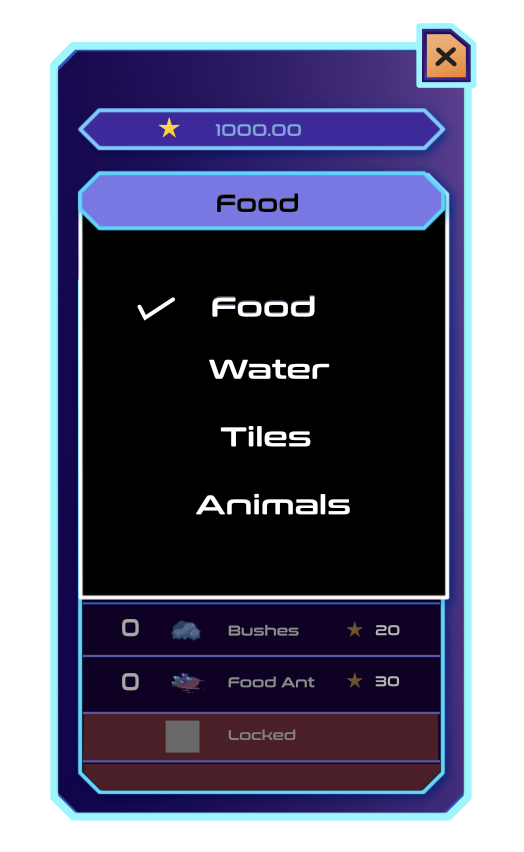 1000.00
Food
Food
Water
Tiles
Animals
0 Bushes 20
0 Food Ant 30
Locked